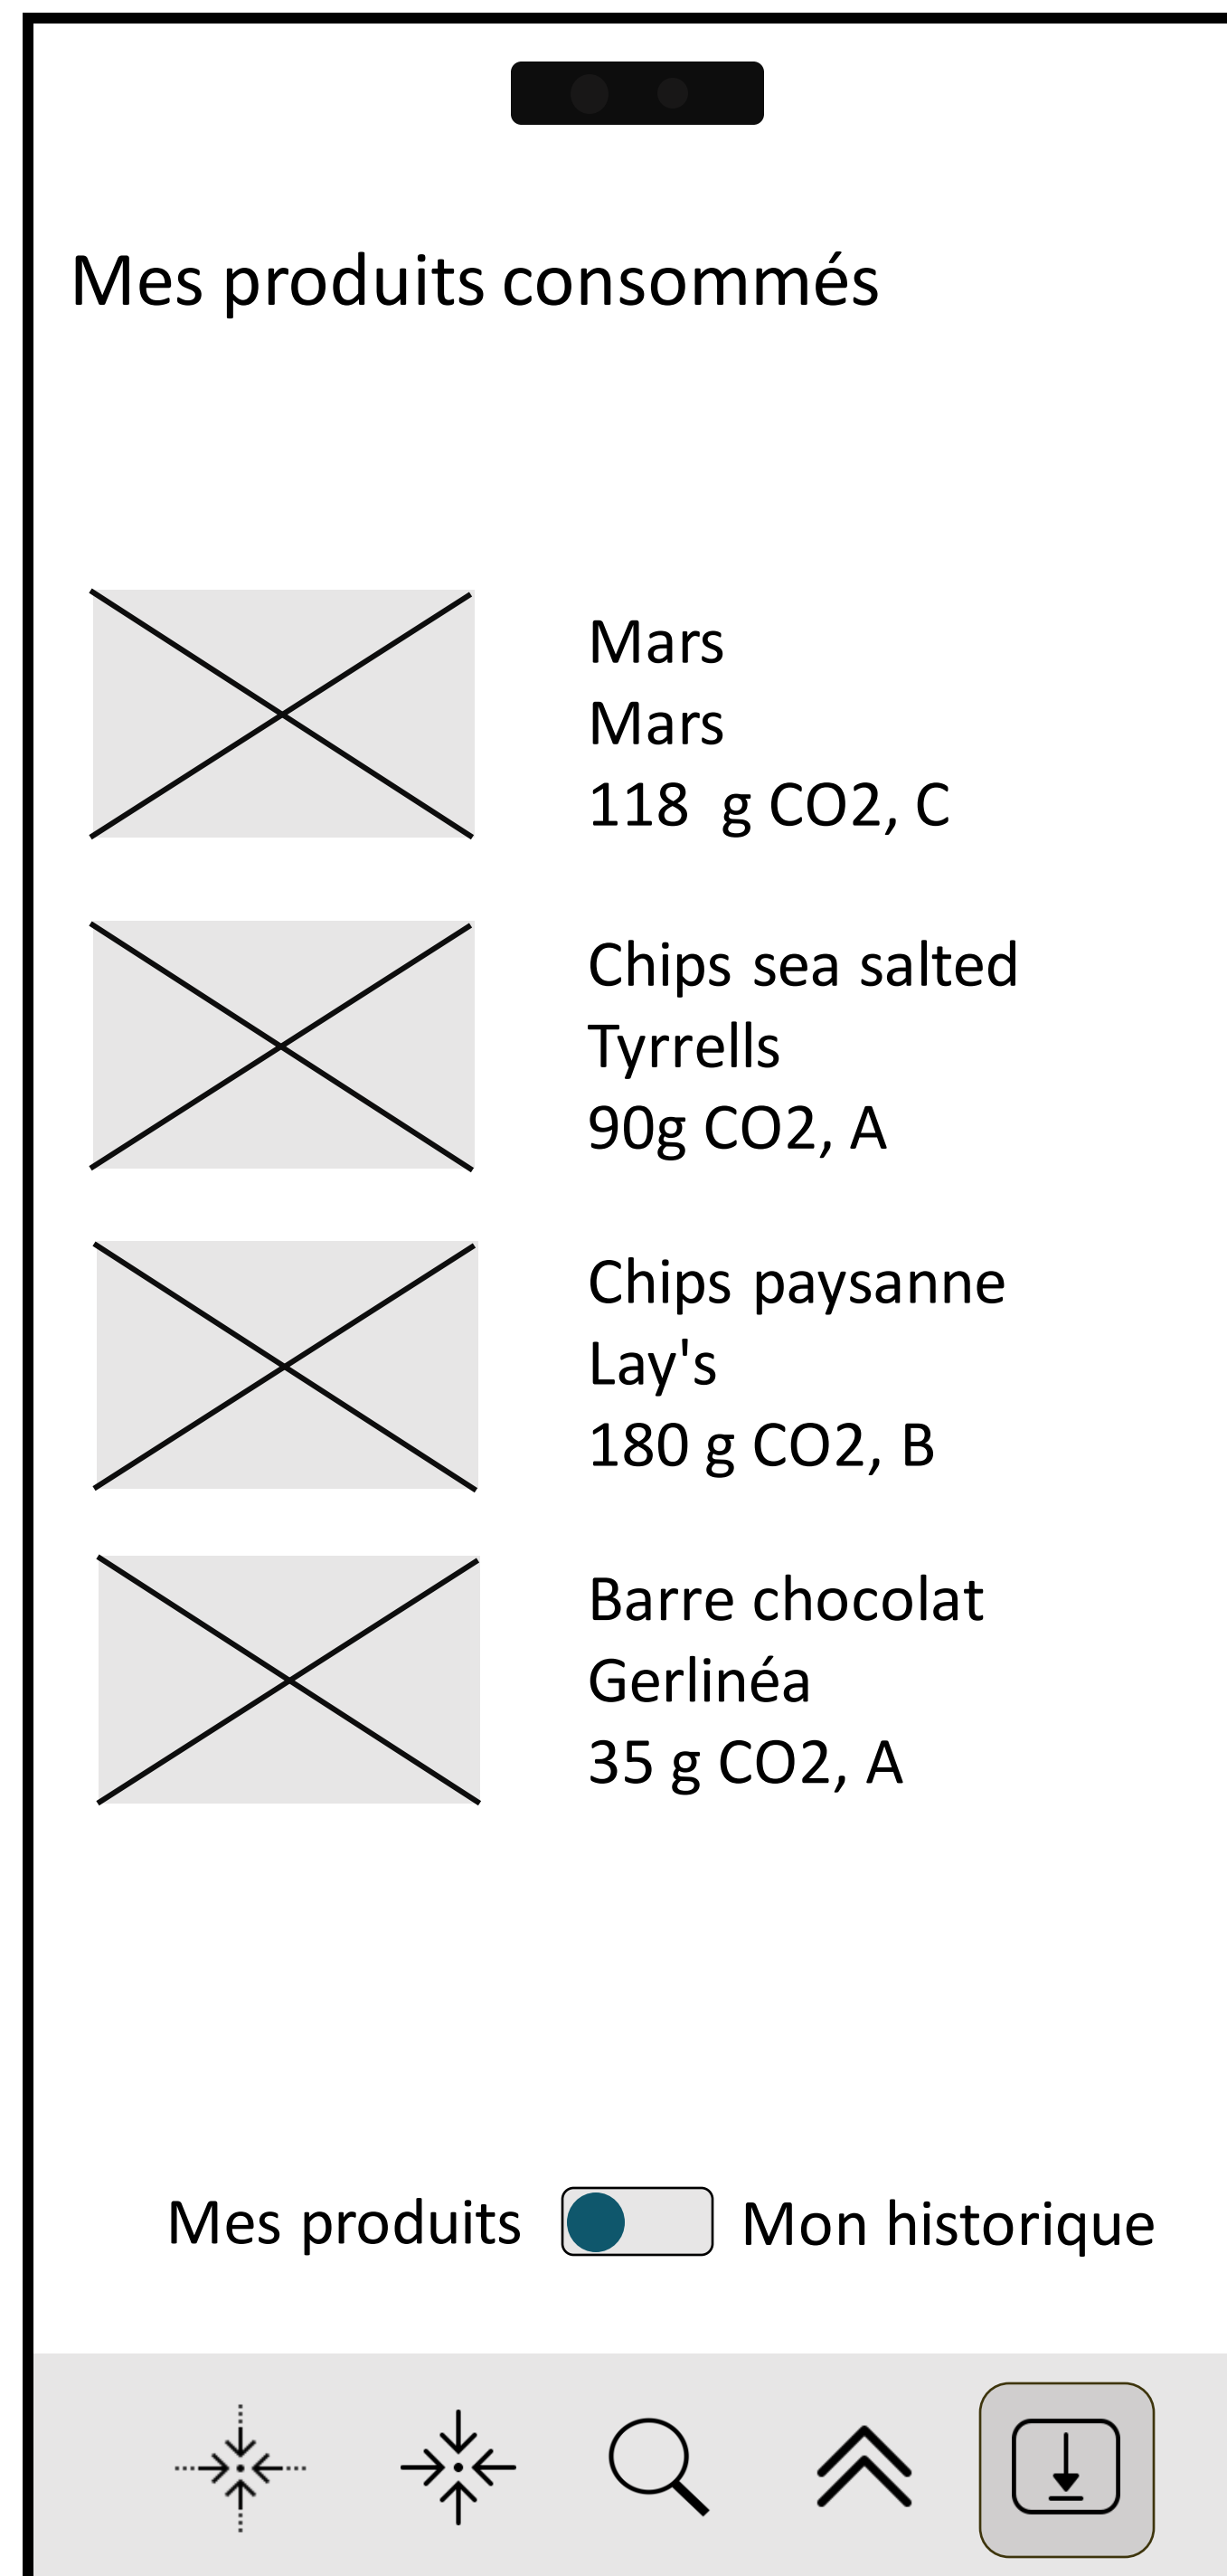 Mes produits consommés
Mars
Mars
118 g CO2, C
Chips sea salted
Tyrrells
90g CO2, A
Chips paysanne
Lay's
180 g CO2, B
Barre chocolat
Gerlinéa
35 g CO2, A
Mes produits
Mon historique